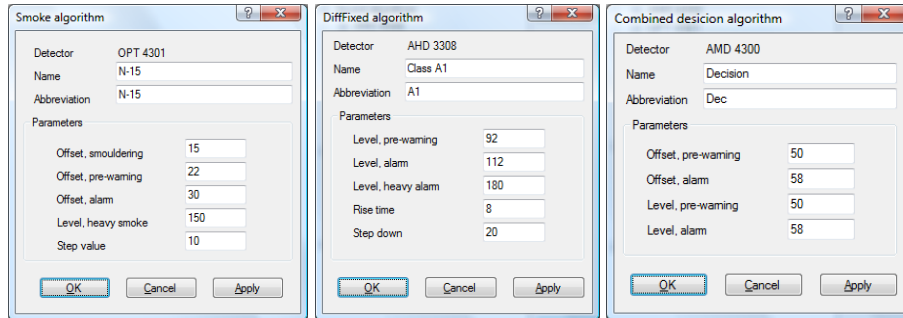 Smoke algorithm
Detector OPT 4301
Name N-15
Abbreviation N-15
Parameters
Offset, smouldering 15
Offset, pre-warning 22
Offset, alarm 30
Level, heavy smoke 150
Step value 10
OK Cancel Apply
DiffFixed algorithm
Detector AHD 3308
Name Class A1
Abbreviation A1
Parameters
Level, pre-warning 92
Level, alarm 112
Level, heavy alarm 180
Rise time 8
Step down 20
OK Cancel Apply
Combined desicion algorithm
Detector AMD 4300
Name Decision
Abbreviation Dec
Parameters
Offset, pre-warning 50
Offset, alarm 58
Level, pre-warning 50
Level, alarm 58
OK Cancel Apply